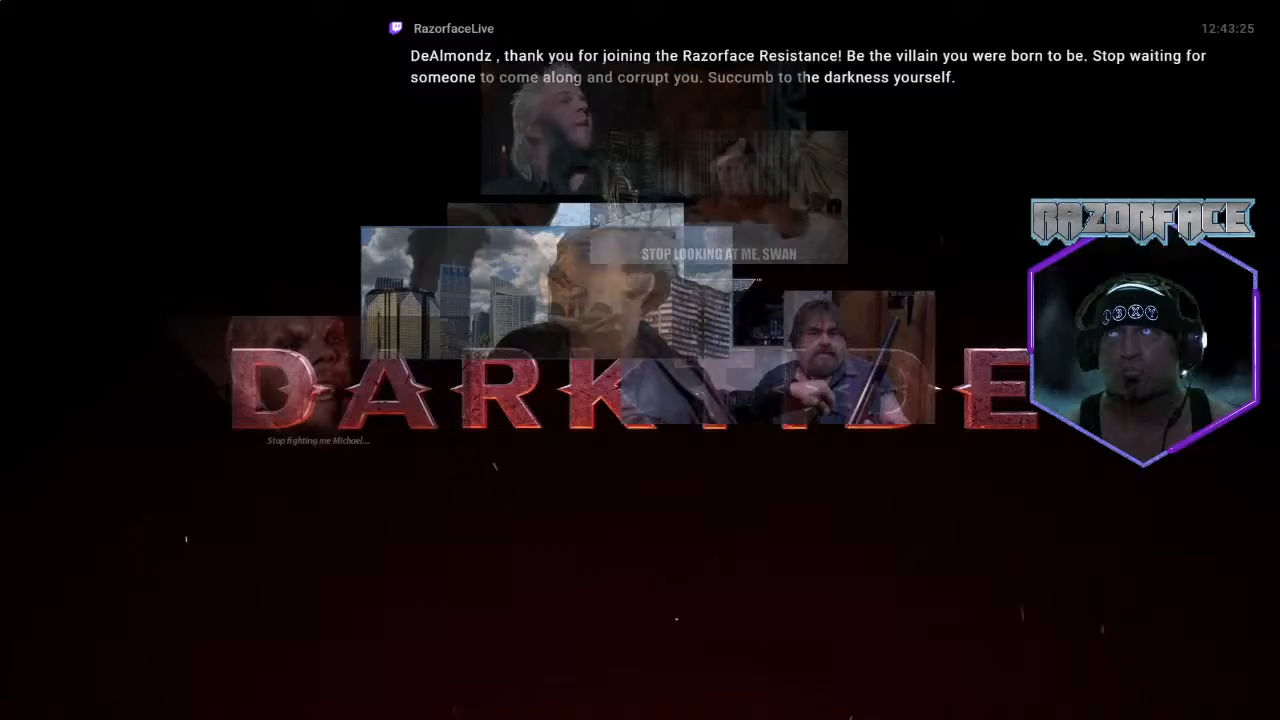 RazorfaceLive
12:43:25
DeAlmondz , thank you for joining the Razorface Resistance! Be the villain you were born to be. Stop waiting for
someone to come along and corrupt you. Succumb to the darkness yourself.
RAZORFACE
STOP LOOKING AT ME, SWAN
DARKTIDE
Stop fighting me Michael...